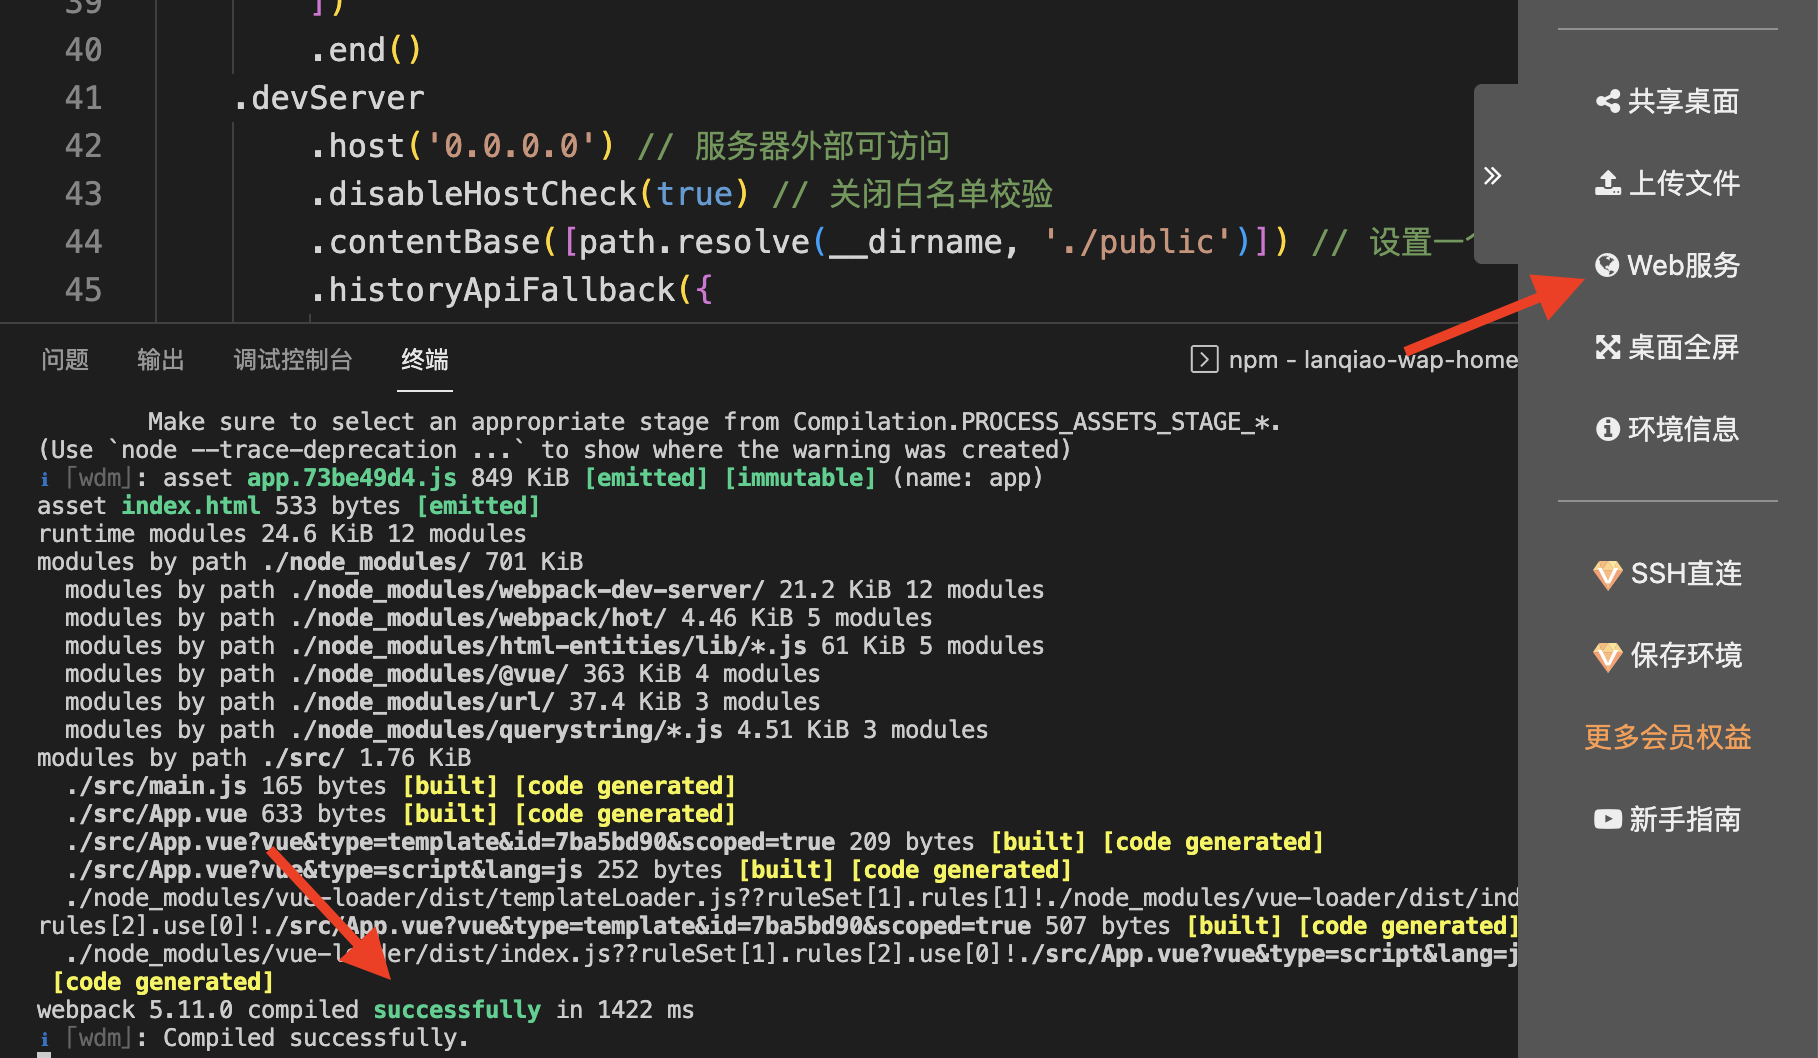 39 ])
40 .end()
41 .devServer
42 .host('0.0.0.0') // 服务器外部可访问
43 .disableHostCheck(true) // 关闭白名单校验
44 .contentBase([path.resolve(__dirname, './public')]) // 设置一个
45 .historyApiFallback({
问题 输出 调试控制台 终端 npm - lanqiao-wap-home
Make sure to select an appropriate stage from Compilation.PROCESS_ASSETS_STAGE_*.
(Use `node --trace-deprecation ...` to show where the warning was created)
ℹ 「wdm」: asset app.73be49d4.js 849 KiB [emitted] [immutable] (name: app)
asset index.html 533 bytes [emitted]
runtime modules 24.6 KiB 12 modules
modules by path ./node_modules/ 701 KiB
modules by path ./node_modules/webpack-dev-server/ 21.2 KiB 12 modules
modules by path ./node_modules/webpack/hot/ 4.46 KiB 5 modules
modules by path ./node_modules/html-entities/lib/*.js 61 KiB 5 modules
modules by path ./node_modules/@vue/ 363 KiB 4 modules
modules by path ./node_modules/url/ 37.4 KiB 3 modules
modules by path ./node_modules/querystring/*.js 4.51 KiB 3 modules
modules by path ./src/ 1.76 KiB
./src/main.js 165 bytes [built] [code generated]
./src/App.vue 633 bytes [built] [code generated]
./src/App.vue?vue&type=template&id=7ba5bd90&scoped=true 209 bytes [built] [code generated]
./src/App.vue?vue&type=script&lang=js 252 bytes [built] [code generated]
./node_modules/vue-loader/dist/templateLoader.js??ruleSet[1].rules[1]!./node_modules/vue-loader/dist/ind
rules[2].use[0]!./src/App.vue?vue&type=template&id=7ba5bd90&scoped=true 507 bytes [built] [code generated]
./node_modules/vue-loader/dist/index.js??ruleSet[1].rules[2].use[0]!./src/App.vue?vue&type=script&lang=j
[code generated]
webpack 5.11.0 compiled successfully in 1422 ms
ℹ 「wdm」: Compiled successfully.
共享桌面
上传文件
Web服务
桌面全屏
环境信息
SSH直连
保存环境
更多会员权益
新手指南